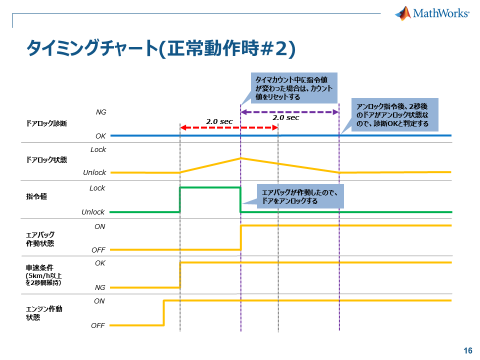 MathWorks®
タイミングチャート(正常動作時#2)
タイマカウント中に指令値
が変わった場合は、カウント
値をリセットする
アンロック指令後、2秒後
のドアがアンロック状態な
ので、診断OKと判定する
ドアロック診断
NG
OK
2.0 sec
2.0 sec
ドアロック状態
Lock
Unlock
指令値
Lock
Unlock
エアバックが作動したので、
ドアをアンロックする
エアバック
作動状態
ON
OFF
車速条件
(5km/h以上
を2秒間維持)
OK
NG
エンジン作動
状態
ON
OFF
16